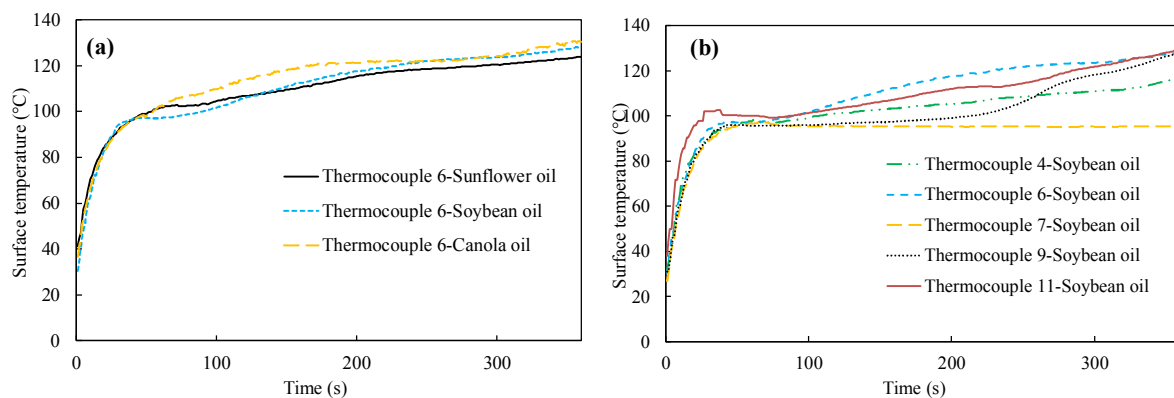 (a)
Surface temperature (°C)
140
120
100
80
60
40
20
0
Thermocouple 6-Sunflower oil
Thermocouple 6-Soybean oil
Thermocouple 6-Canola oil
0
100
200
300
Time (s)
(b)
Surface temperature (°C)
140
120
100
80
60
40
20
0
Thermocouple 4-Soybean oil
Thermocouple 6-Soybean oil
Thermocouple 7-Soybean oil
Thermocouple 9-Soybean oil
Thermocouple 11-Soybean oil
0
100
200
300
Time (s)